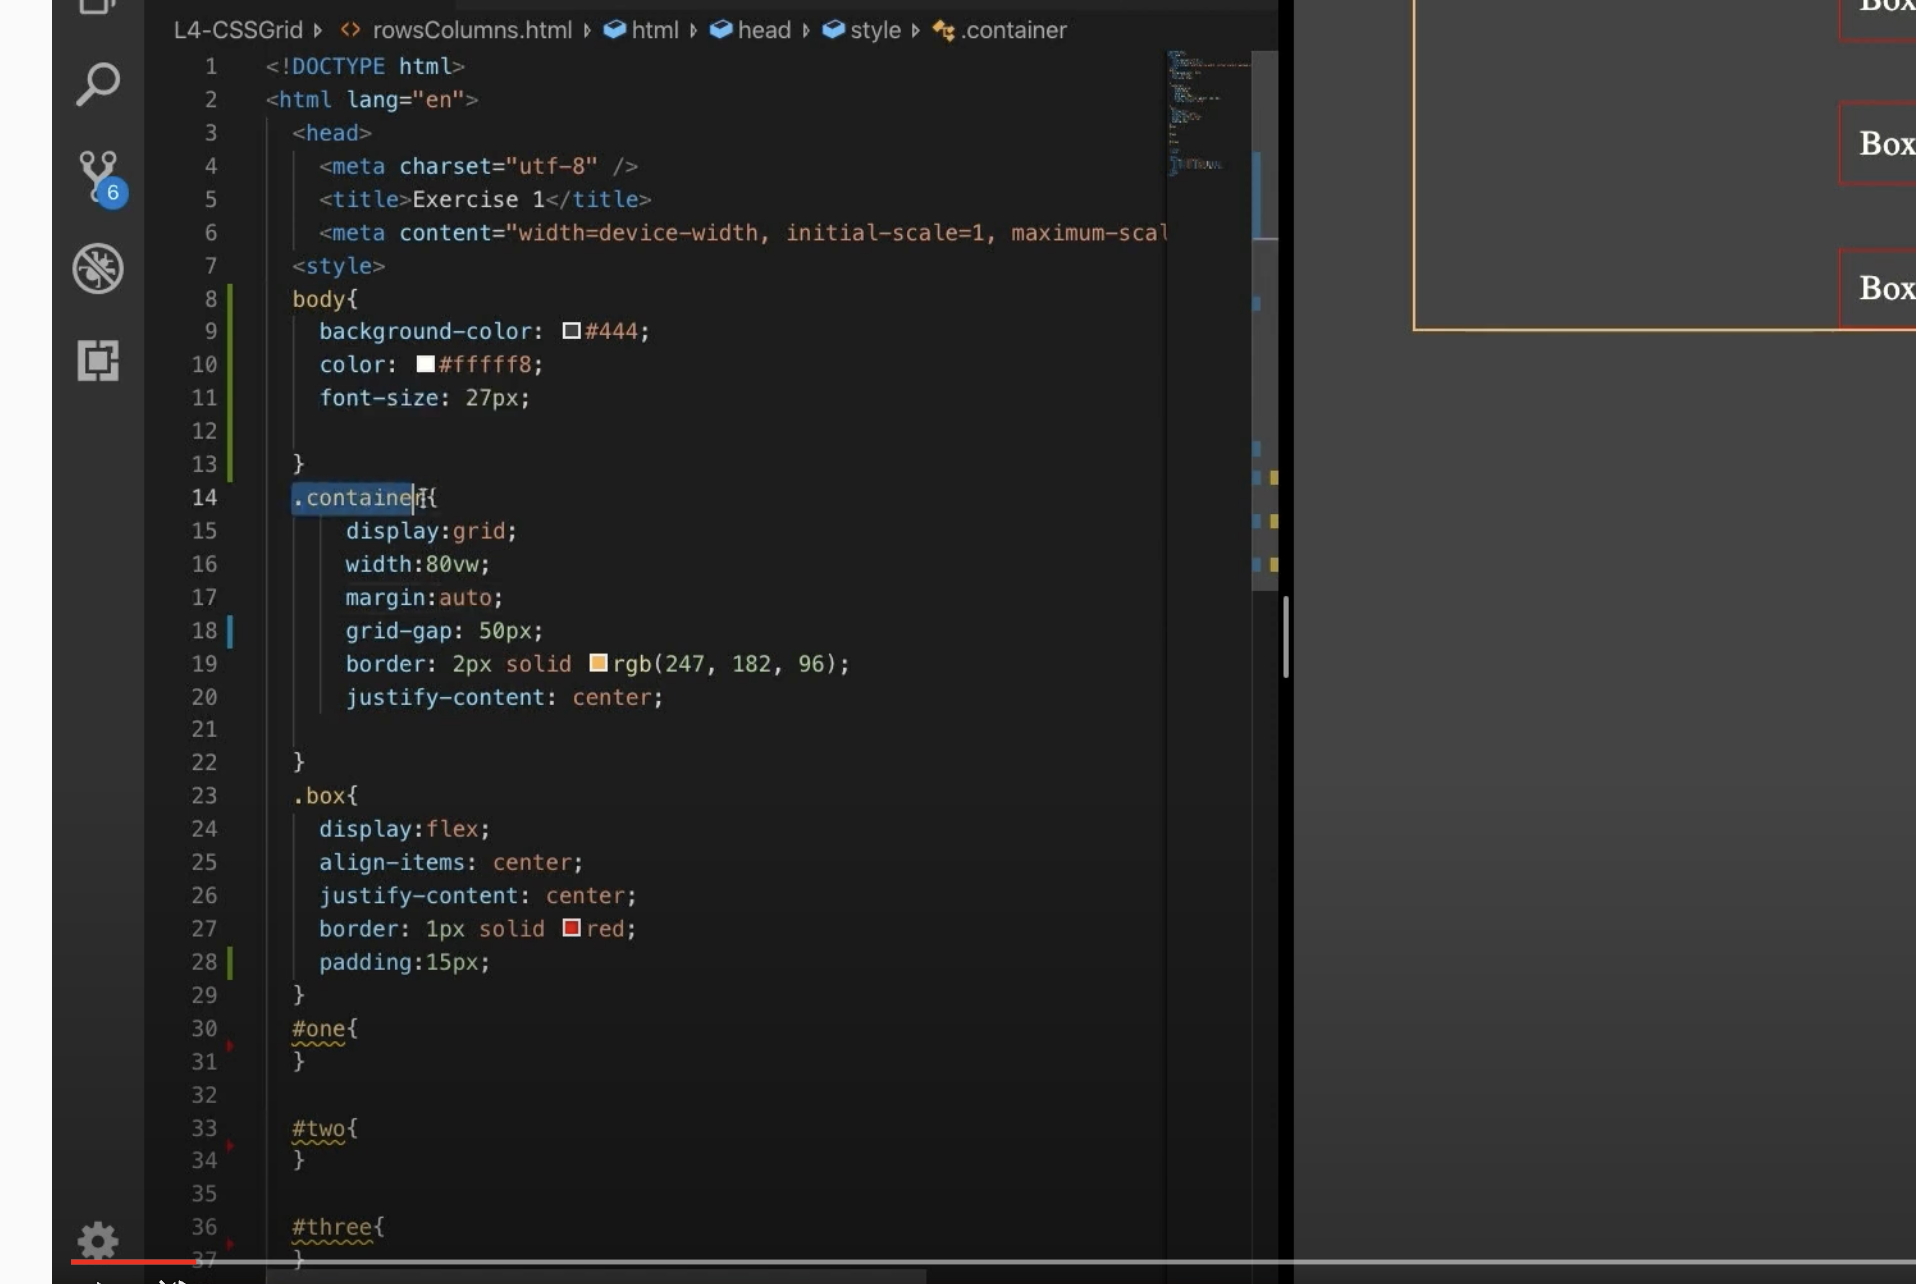 L4-CSSGrid rowsColumns.html html head style .container
1 <!DOCTYPE html>
2 <html lang="en">
3 <head>
4 <meta charset="utf-8" />
5 <title>Exercise 1</title>
6 <meta content="width=device-width, initial-scale=1, maximum-scal
7 <style>
8 body{
9 background-color: #444;
10 color: #fffff8;
11 font-size: 27px;
12
13 }
14 .container{
15 display:grid;
16 width:80vw;
17 margin:auto;
18 grid-gap: 50px;
19 border: 2px solid rgb(247, 182, 96);
20 justify-content: center;
21
22 }
23 .box{
24 display:flex;
25 align-items: center;
26 justify-content: center;
27 border: 1px solid red;
28 padding:15px;
29 }
30 #one{
31 }
32
33 #two{
34 }
35
36 #three{
37 }
6
Box
Box
Box